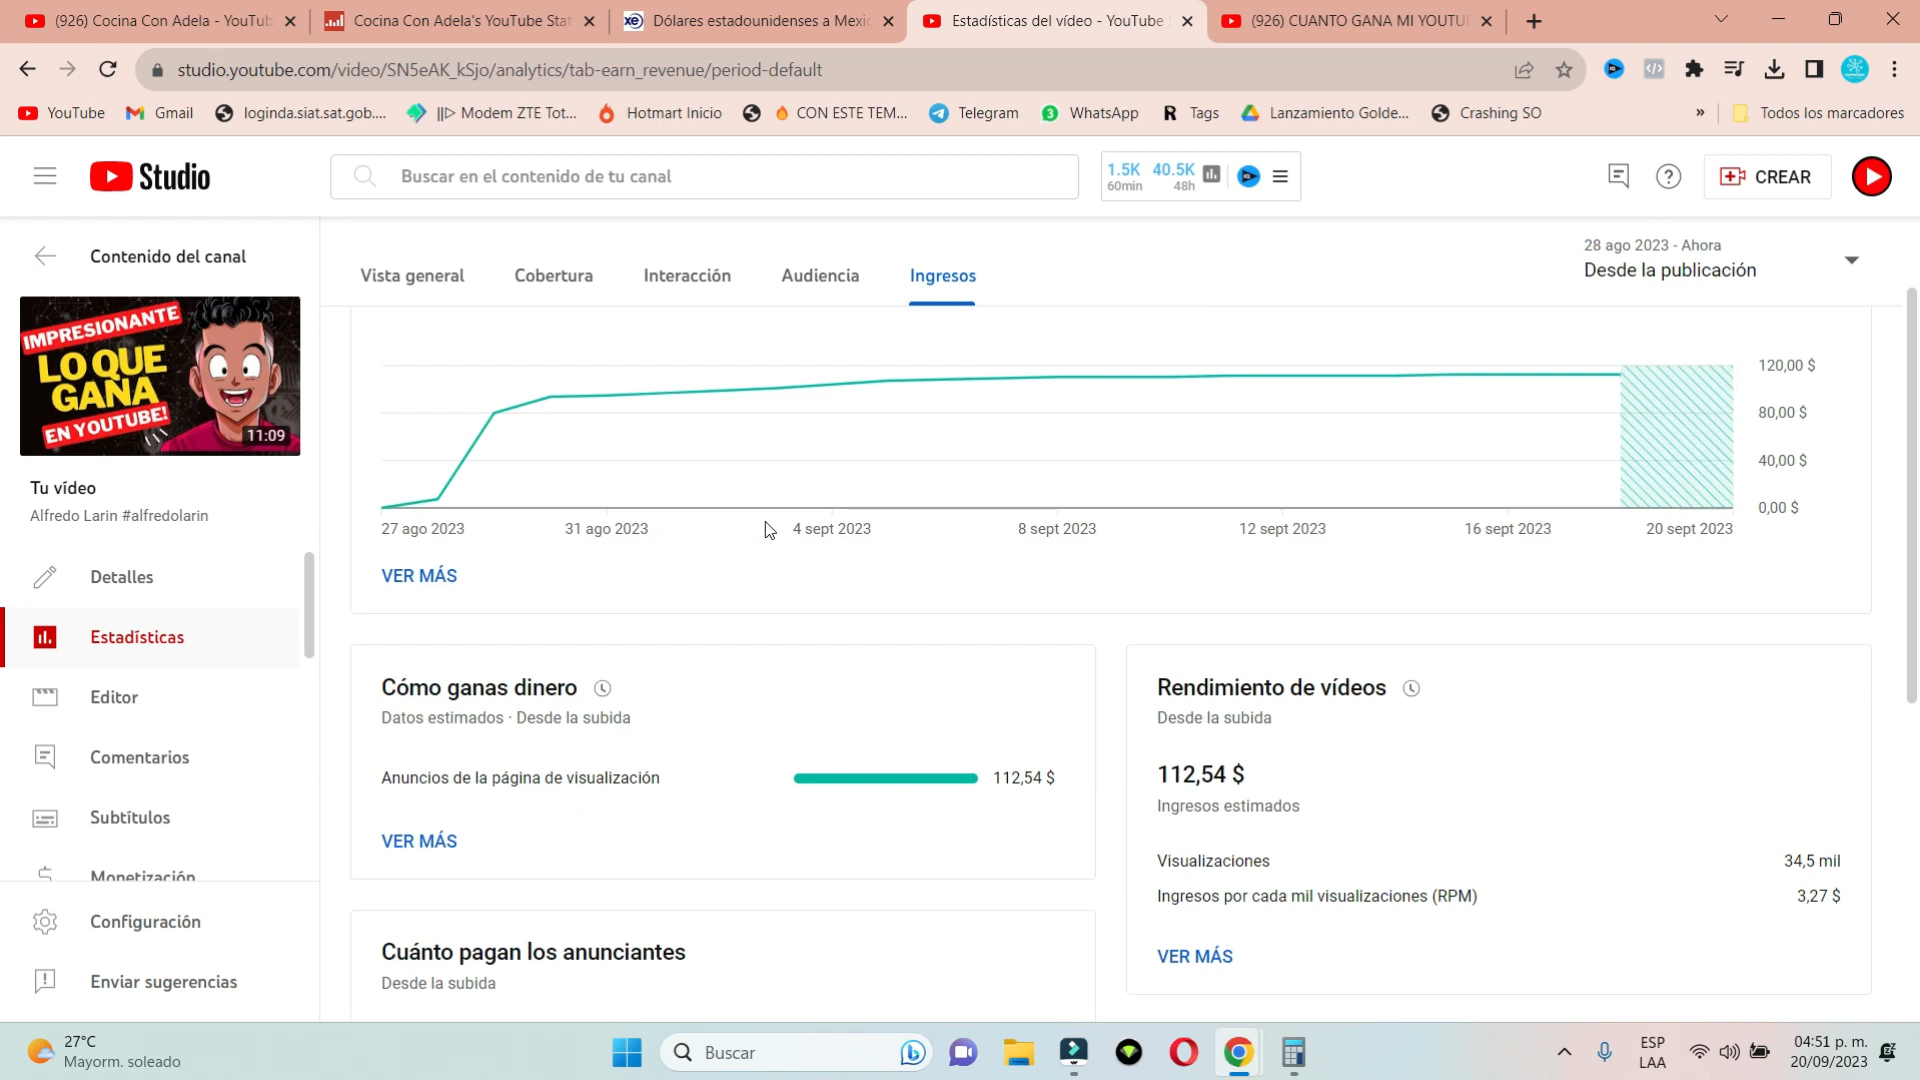 (926) Cocina Con Adela - YouTub
Cocina Con Adela's YouTube Stat
Dólares estadounidenses a Mexic
Estadísticas del vídeo - YouTube S
(926) CUANTO GANA MI YOUTU
studio.youtube.com/video/SN5eAK_kSjo/analytics/tab-earn_revenue/period-default
YouTube
Gmail
loginda.siat.sat.gob....
||▷ Modem ZTE Tot...
Hotmart Inicio
CON ESTE TEM...
Telegram
WhatsApp
Tags
Lanzamiento Golde...
Crashing SO
»
Todos los marcadores
Studio
Buscar en el contenido de tu canal
1.5K 40.5K
60min 48h
CREAR
Contenido del canal
Vista general
Cobertura
Interacción
Audiencia
Ingresos
28 ago 2023 - Ahora
Desde la publicación
IMPRESIONANTE
LO QUE
GANA
EN YOUTUBE!
11:09
Tu vídeo
Alfredo Larin #alfredolarin
Detalles
Estadísticas
Editor
Comentarios
Subtítulos
Monetización
Configuración
Enviar sugerencias
120,00 $
80,00 $
40,00 $
0,00 $
27 ago 2023
31 ago 2023
4 sept 2023
8 sept 2023
12 sept 2023
16 sept 2023
20 sept 2023
VER MÁS
Cómo ganas dinero
Datos estimados · Desde la subida
Anuncios de la página de visualización
112,54 $
VER MÁS
Cuánto pagan los anunciantes
Desde la subida
Rendimiento de vídeos
Desde la subida
112,54 $
Ingresos estimados
Visualizaciones
34,5 mil
Ingresos por cada mil visualizaciones (RPM)
3,27 $
VER MÁS
27°C
Mayorm. soleado
Buscar
ESP
LAA
04:51 p. m.
20/09/2023